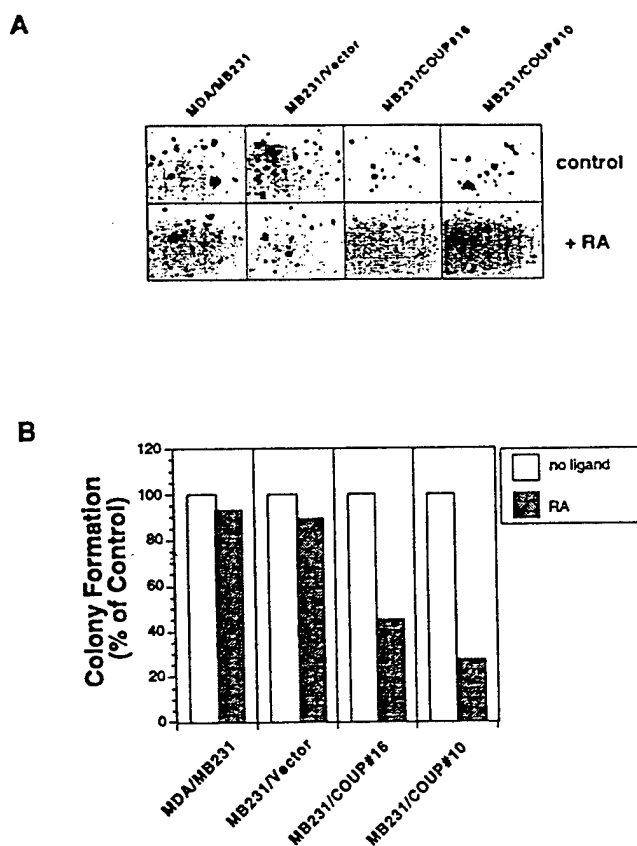 A
MDA/MB231
MB231/Vector
MB231/COUP#16
MB231/COUP#10
control
+ RA
B
Colony Formation
(% of Control)
120
100
80
60
40
20
0
no ligand
RA
MDA/MB231
MB231/Vector
MB231/COUP#16
MB231/COUP#10